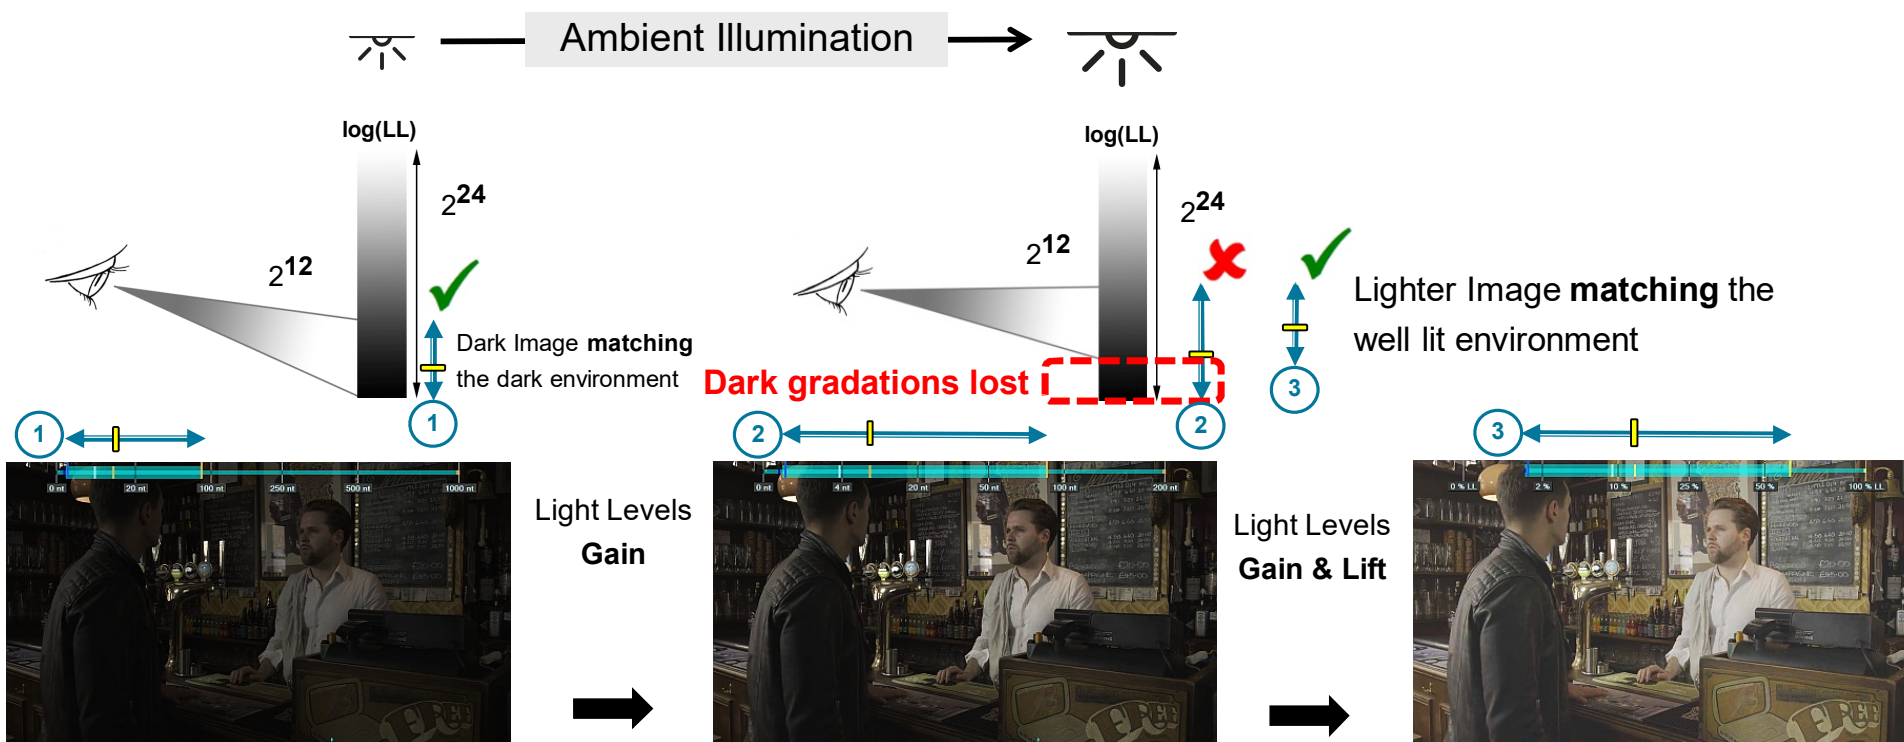 Ambient Illumination
log(LL)
2^24
2^12
Dark Image matching
the dark environment
1
log(LL)
2^24
2^12
Dark gradations lost
2
3
Lighter Image matching the
well lit environment
1
2
3
0 nt 20 nt 100 nt 250 nt 500 nt 1000 nt
Light Levels
Gain
0 nt 4 nt 20 nt 50 nt 100 nt 200 nt
Light Levels
Gain & Lift
0 % LL 2 % 10 % 25 % 50 % 100 % LL
FREE
FREE
FREE